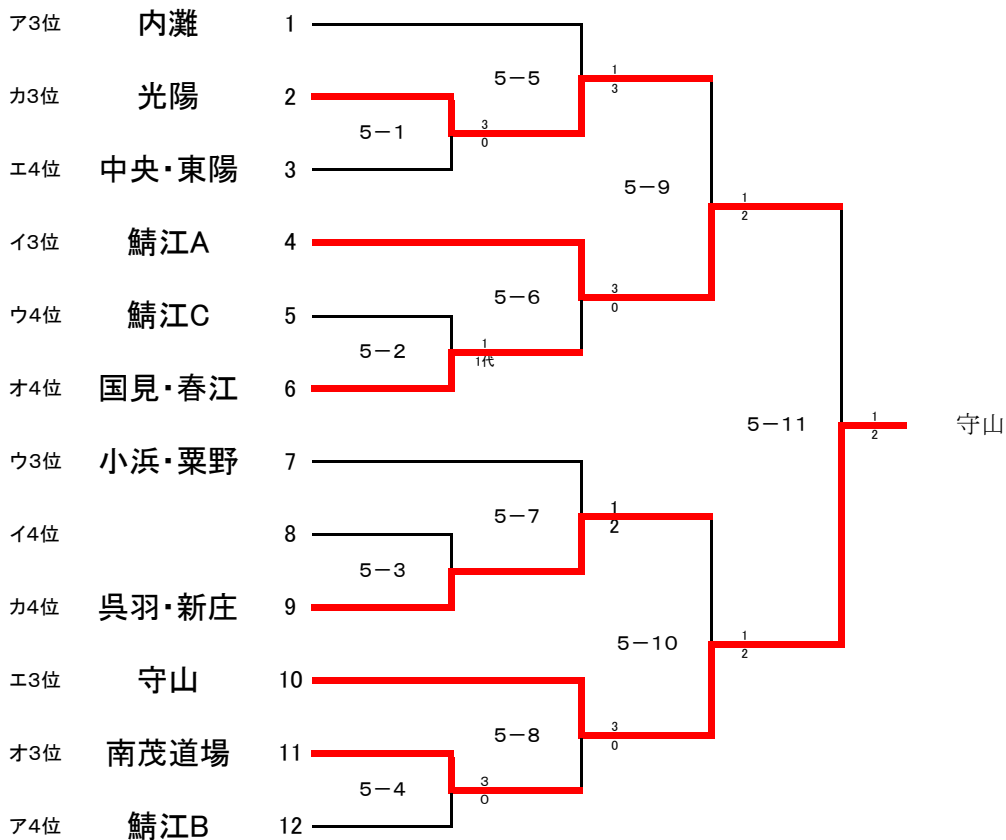 ア3位 内灘 1
5－5
1
3
カ3位 光陽 2
5－1
3
0
エ4位 中央・東陽 3
5－9
1
2
イ3位 鯖江A 4
5－6
3
0
ウ4位 鯖江C 5
5－2
1
1代
オ4位 国見・春江 6
5－11
1
2
守山
ウ3位 小浜・粟野 7
5－7
1
2
イ4位 8
5－3
カ4位 呉羽・新庄 9
5－10
1
2
エ3位 守山 10
5－8
3
0
オ3位 南茂道場 11
5－4
3
0
ア4位 鯖江B 12